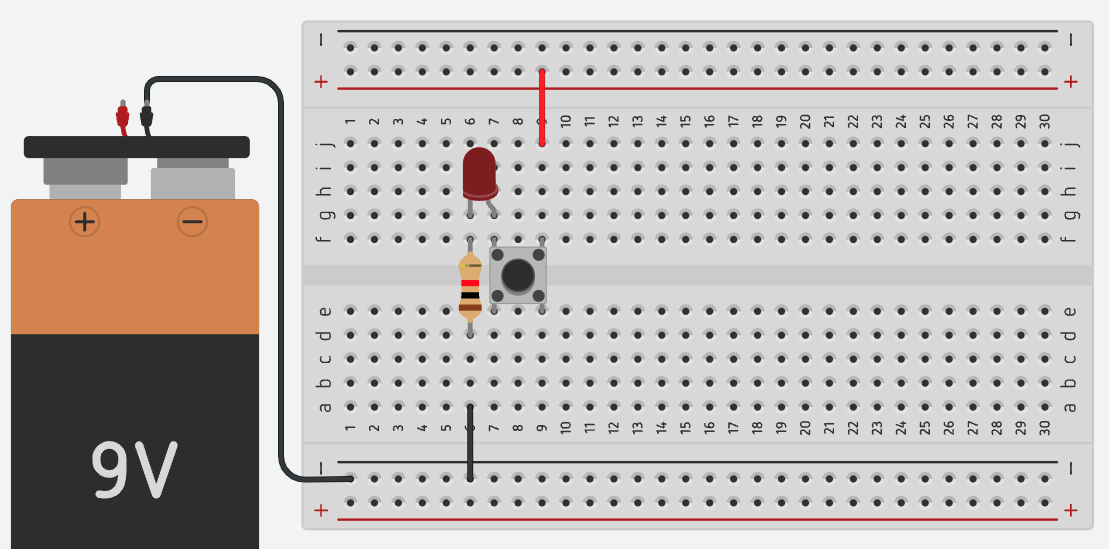 − −
+ +
1 2 3 4 5 6 7 8 9 10 11 12 13 14 15 16 17 18 19 20 21 22 23 24 25 26 27 28 29 30
j j
i i
h h
g g
f f
+ −
e e
d d
c c
b b
a a
1 2 3 4 5 6 7 8 9 10 11 12 13 14 15 16 17 18 19 20 21 22 23 24 25 26 27 28 29 30
9V
− −
+ +